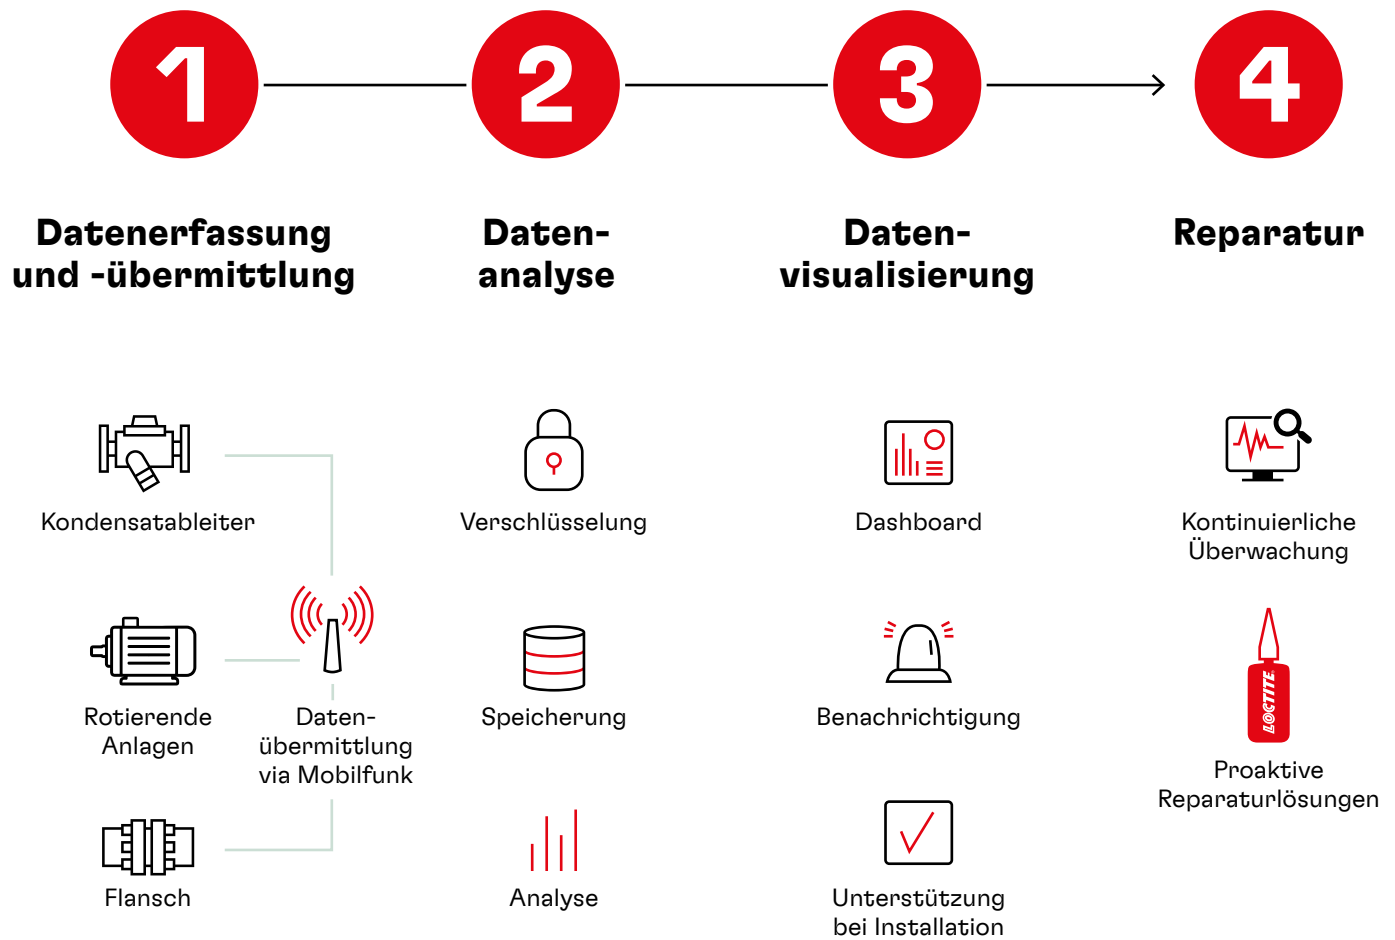 1
2
3
4
Datenerfassung
und -übermittlung
Daten-
analyse
Daten-
visualisierung
Reparatur
Kondensatableiter
Rotierende
Anlagen
Daten-
übermittlung
via Mobilfunk
Flansch
Verschlüsselung
Speicherung
Analyse
Dashboard
Benachrichtigung
Unterstützung
bei Installation
Kontinuierliche
Überwachung
LOCTITE
Proaktive
Reparaturlösungen